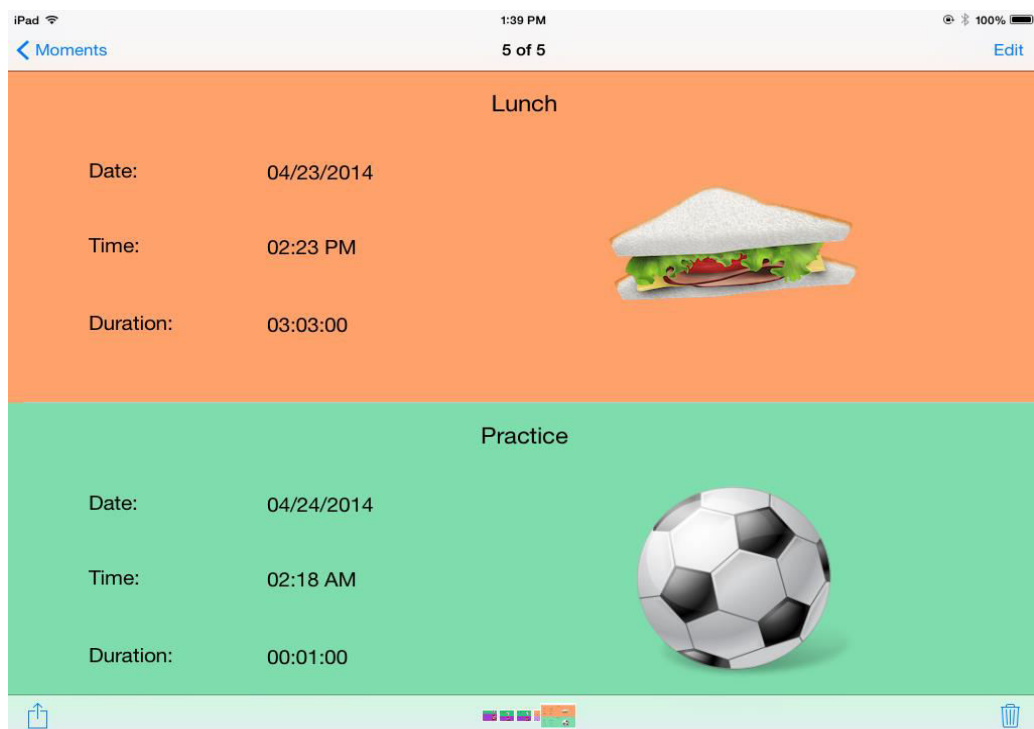 iPad 1:39 PM 100%
Moments 5 of 5 Edit
Lunch
Date: 04/23/2014
Time: 02:23 PM
Duration: 03:03:00
Practice
Date: 04/24/2014
Time: 02:18 AM
Duration: 00:01:00